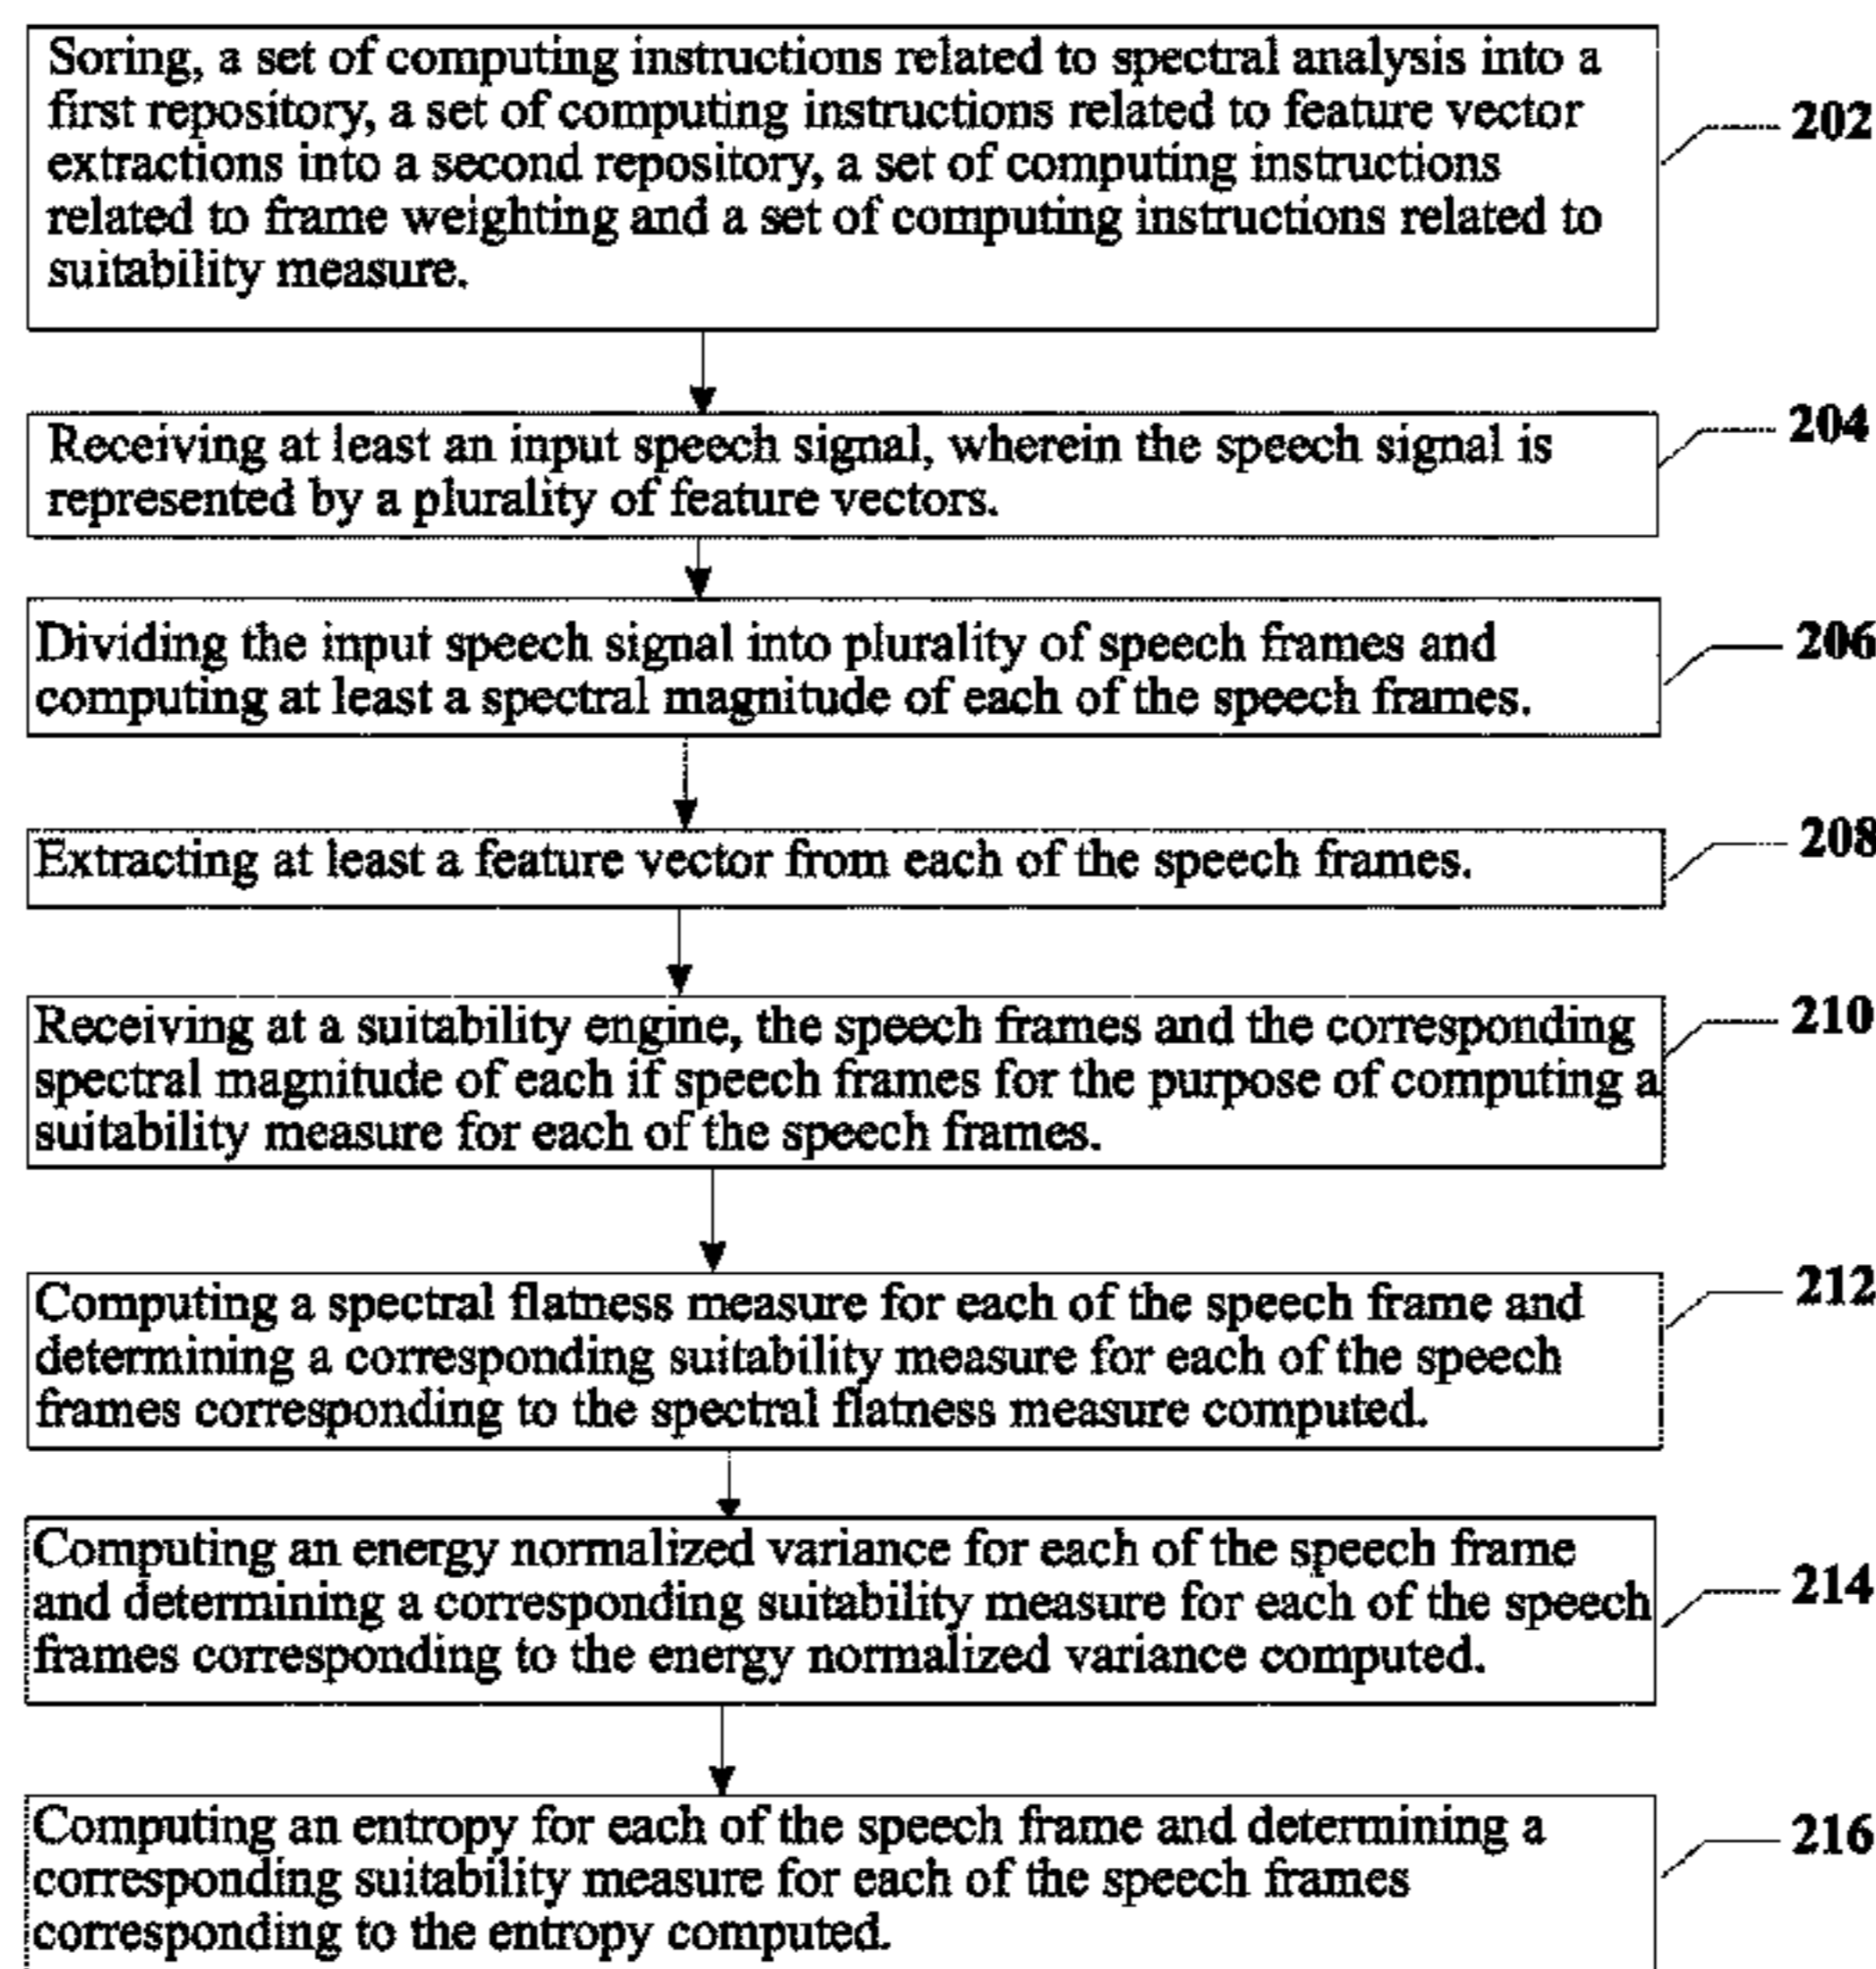 Soring, a set of computing instructions related to spectral analysis into a
first repository, a set of computing instructions related to feature vector
extractions into a second repository, a set of computing instructions
related to frame weighting and a set of computing instructions related to
suitability measure.
202
Receiving at least an input speech signal, wherein the speech signal is
represented by a plurality of feature vectors.
204
Dividing the input speech signal into plurality of speech frames and
computing at least a spectral magnitude of each of the speech frames.
206
Extracting at least a feature vector from each of the speech frames.
208
Receiving at a suitability engine, the speech frames and the corresponding
spectral magnitude of each if speech frames for the purpose of computing a
suitability measure for each of the speech frames.
210
Computing a spectral flatness measure for each of the speech frame and
determining a corresponding suitability measure for each of the speech
frames corresponding to the spectral flatness measure computed.
212
Computing an energy normalized variance for each of the speech frame
and determining a corresponding suitability measure for each of the speech
frames corresponding to the energy normalized variance computed.
214
Computing an entropy for each of the speech frame and determining a
corresponding suitability measure for each of the speech frames
corresponding to the entropy computed.
216